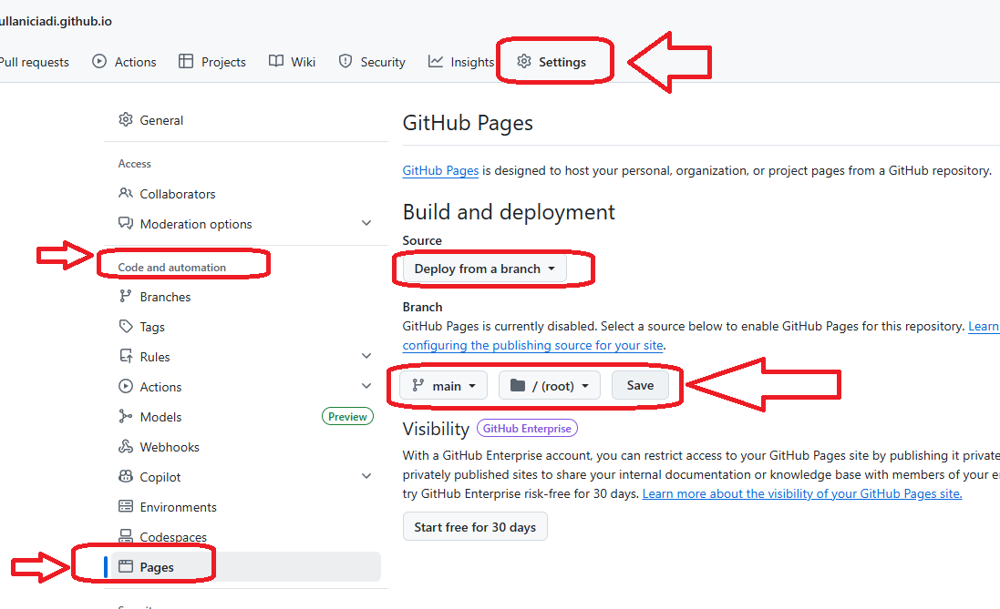 ullaniciadi.github.io
Pull requests Actions Projects Wiki Security Insights Settings
General
Access
Collaborators
Moderation options
Code and automation
Branches
Tags
Rules
Actions
Models Preview
Webhooks
Copilot
Environments
Codespaces
Pages
GitHub Pages
GitHub Pages is designed to host your personal, organization, or project pages from a GitHub repository.
Build and deployment
Source
Deploy from a branch
Branch
GitHub Pages is currently disabled. Select a source below to enable GitHub Pages for this repository. Learn
configuring the publishing source for your site.
main / (root) Save
Visibility GitHub Enterprise
With a GitHub Enterprise account, you can restrict access to your GitHub Pages site by publishing it private
privately published sites to share your internal documentation or knowledge base with members of your e
try GitHub Enterprise risk-free for 30 days. Learn more about the visibility of your GitHub Pages site.
Start free for 30 days